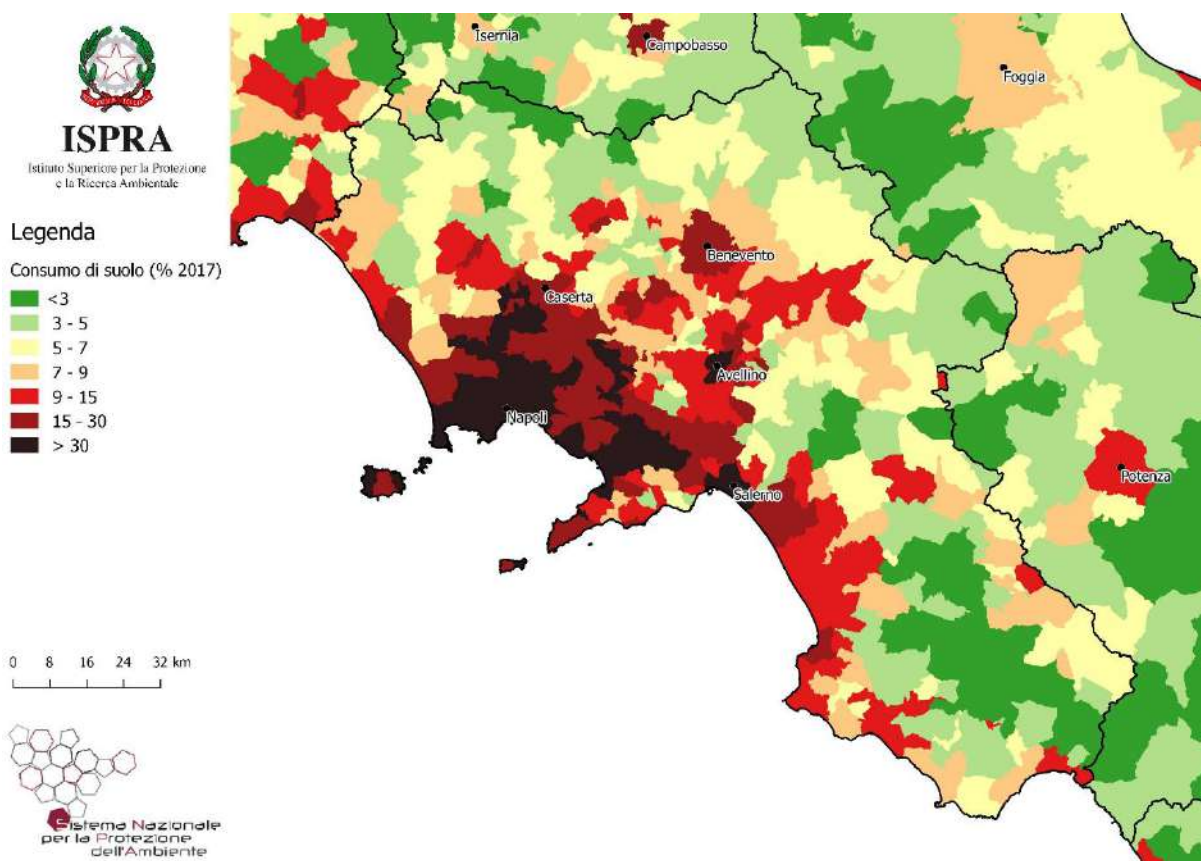 ISPRA
Istituto Superiore per la Protezione
e la Ricerca Ambientale
Legenda
Consumo di suolo (% 2017)
<3
3 - 5
5 - 7
7 - 9
9 - 15
15 - 30
> 30
Isernia
Campobasso
Foggia
Benevento
Caserta
Avellino
Napoli
Salerno
Potenza
0 8 16 24 32 km
Sistema Nazionale
per la Protezione
dell'Ambiente